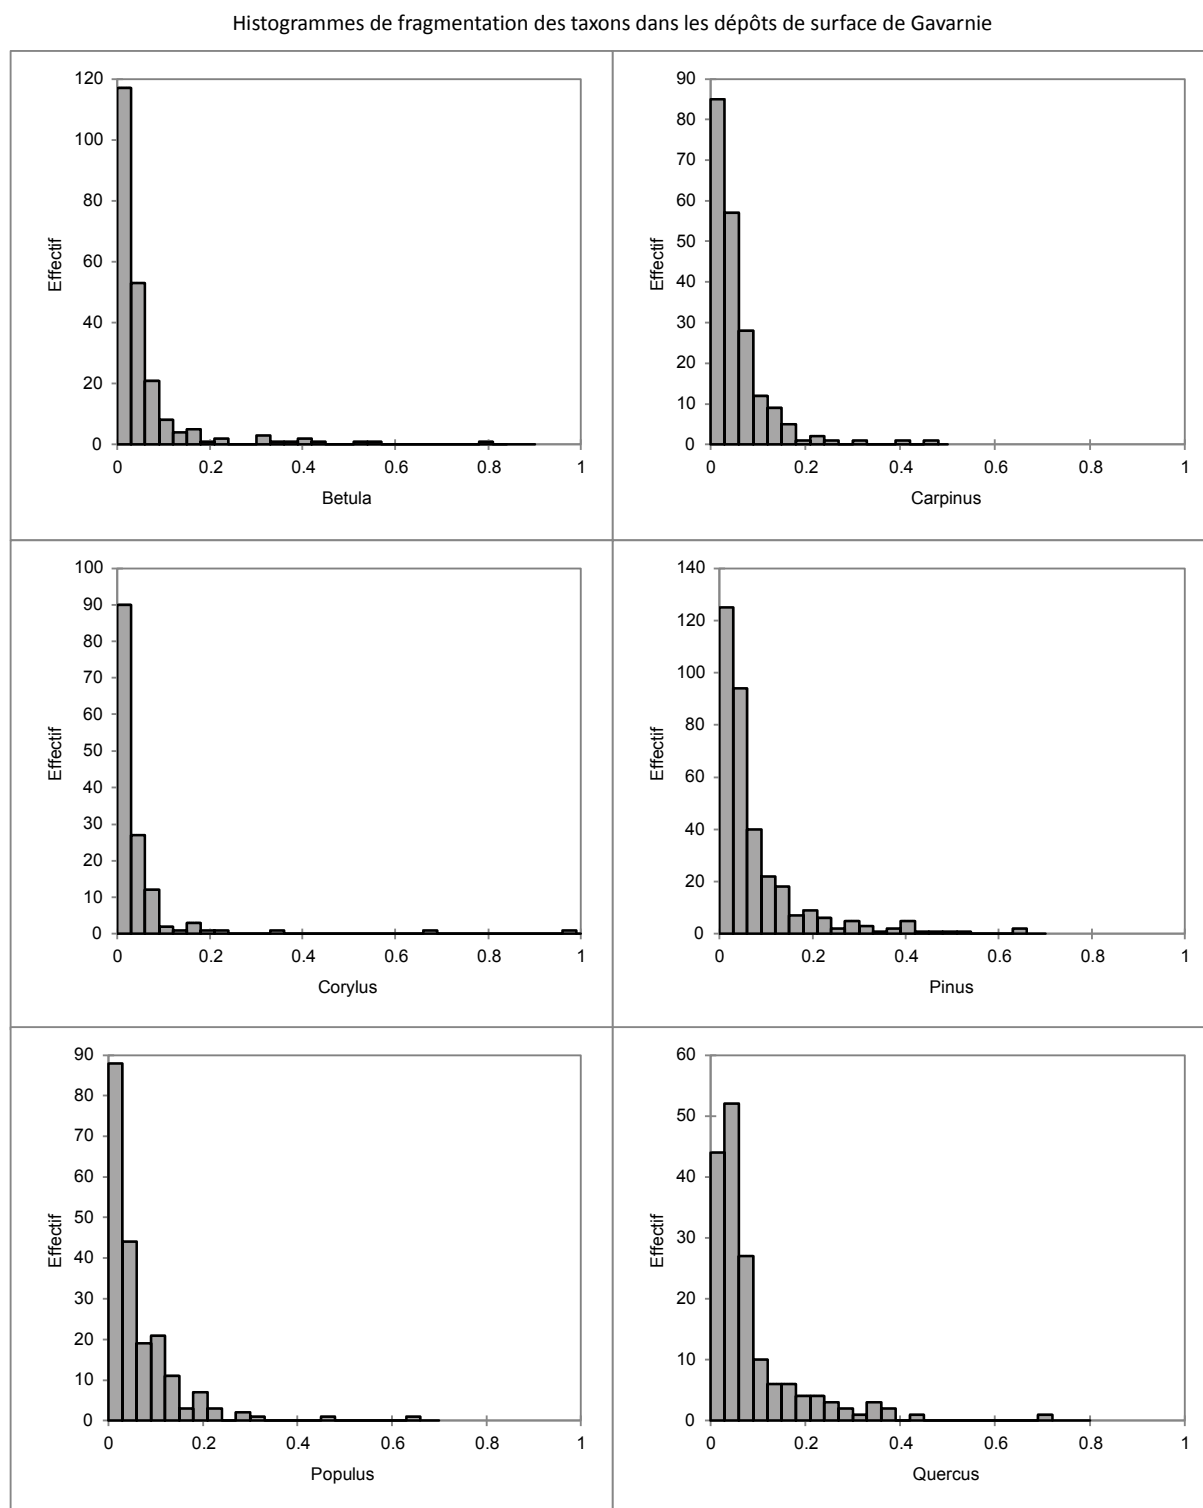 Histogrammes de fragmentation des taxons dans les dépôts de surface de Gavarnie
120
100
80
60
40
20
0
Effectif
0 0.2 0.4 0.6 0.8 1
Betula
90
80
70
60
50
40
30
20
10
0
Effectif
0 0.2 0.4 0.6 0.8 1
Carpinus
100
90
80
70
60
50
40
30
20
10
0
Effectif
0 0.2 0.4 0.6 0.8 1
Corylus
140
120
100
80
60
40
20
0
Effectif
0 0.2 0.4 0.6 0.8 1
Pinus
90
80
70
60
50
40
30
20
10
0
Effectif
0 0.2 0.4 0.6 0.8 1
Populus
60
50
40
30
20
10
0
Effectif
0 0.2 0.4 0.6 0.8 1
Quercus